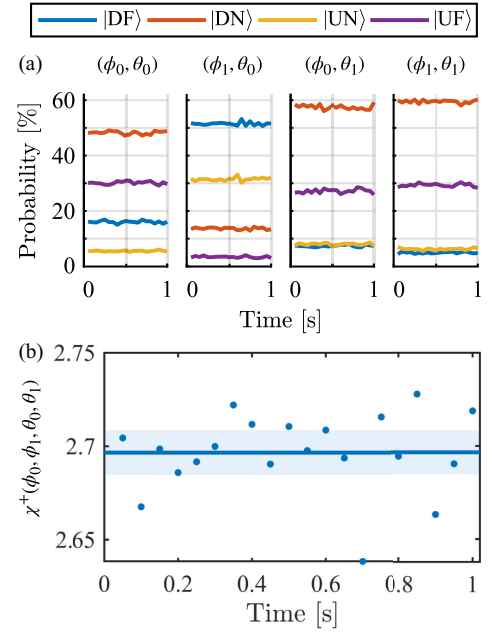 |DF⟩ |DN⟩ |UN⟩ |UF⟩
(a) (ϕ₀, θ₀) (ϕ₁, θ₀) (ϕ₀, θ₁) (ϕ₁, θ₁)
Probability [%]
60
40
20
0
0 1 0 1 0 1 0 1
Time [s]
(b)
χ⁺(ϕ₀, ϕ₁, θ₀, θ₁)
2.75
2.7
2.65
0 0.2 0.4 0.6 0.8 1
Time [s]